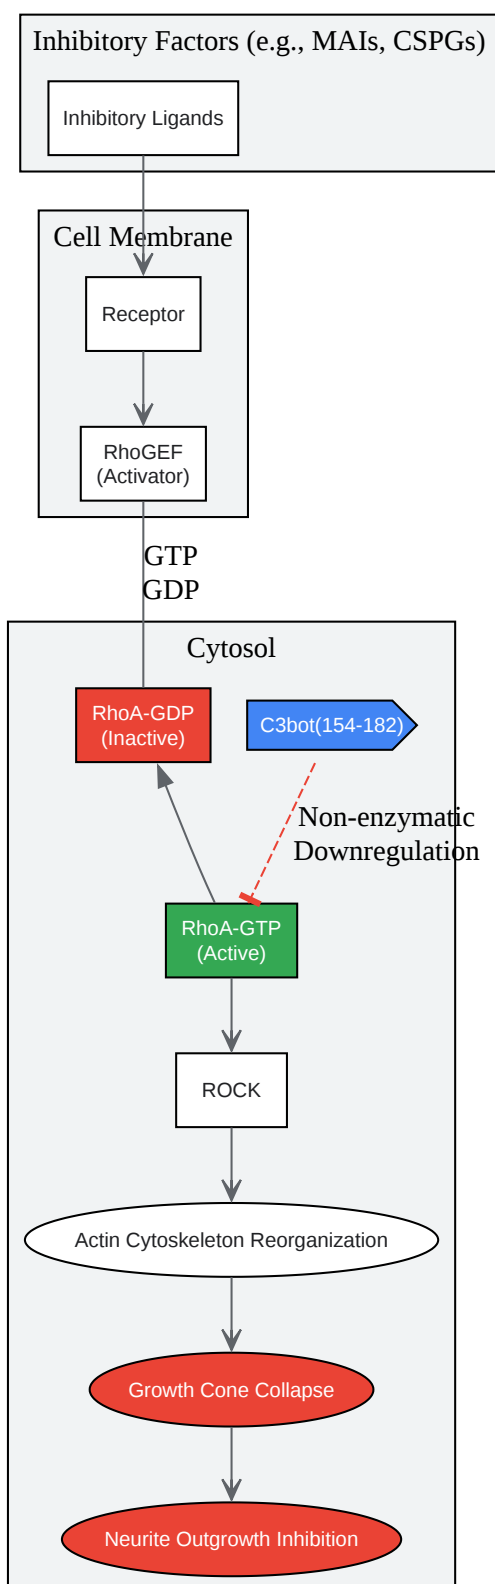 Inhibitory Factors (e.g., MAIs, CSPGs)
Inhibitory Ligands
Cell Membrane
Receptor
RhoGEF
(Activator)
GTP
GDP
Cytosol
RhoA-GDP
(Inactive)
C3bot(154-182)
Non-enzymatic
Downregulation
RhoA-GTP
(Active)
ROCK
Actin Cytoskeleton Reorganization
Growth Cone Collapse
Neurite Outgrowth Inhibition